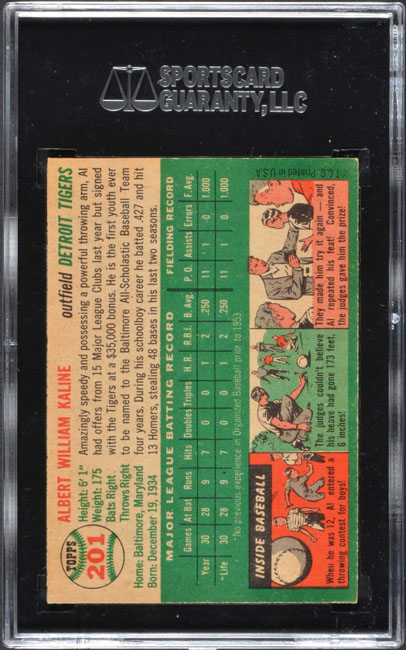 SPORTSCARD
GUARANTY, LLC
TOPPS
201
ALBERT WILLIAM KALINE
outfield DETROIT TIGERS
Height: 6' 1"
Weight: 175
Bats Right
Throws Right
Home: Baltimore, Maryland
Born: December 19, 1934
Amazingly speedy and possessing a powerful throwing arm, Al
had offers from 15 Major League Clubs last year but signed
with the Tigers at a $35,000 bonus. He is the first youth ever
to be named to the Baltimore All-Scholastic Baseball Team
four years. During his schoolboy career he batted .427 and hit
13 Homers, stealing 48 bases in his last two seasons.
MAJOR LEAGUE BATTING RECORD FIELDING RECORD
Games At Bat Runs Hits Doubles Triples H.R. R.B.I. B. Avg. P.O. Assists Errors F. Avg.
Year 30 28 9 7 0 0 1 2 .250 11 1 0 1.000
*Life 30 28 9 7 0 0 1 2 .250 11 1 0 1.000
*No previous experience in Organized Baseball prior to 1953.
INSIDE BASEBALL
When he was 12, Al entered a
throwing contest for boys!
The judges couldn't believe
his heave had gone 173 feet,
6 inches!
They made him try it again — and
Al repeated his feat! Convinced,
the judges gave him the prize!
© T.C.G. Printed in U.S.A.